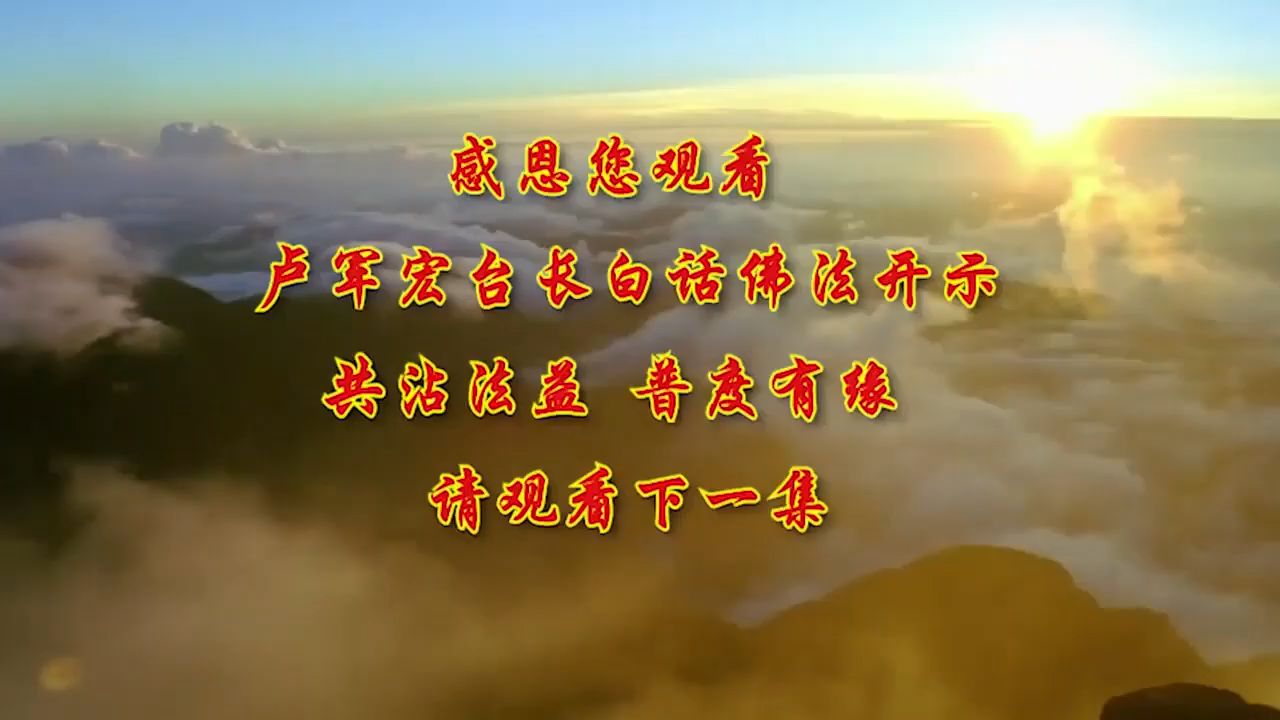 感恩您观看
卢军宏台长白话佛法开示
共沾法益 普度有缘
请观看下一集